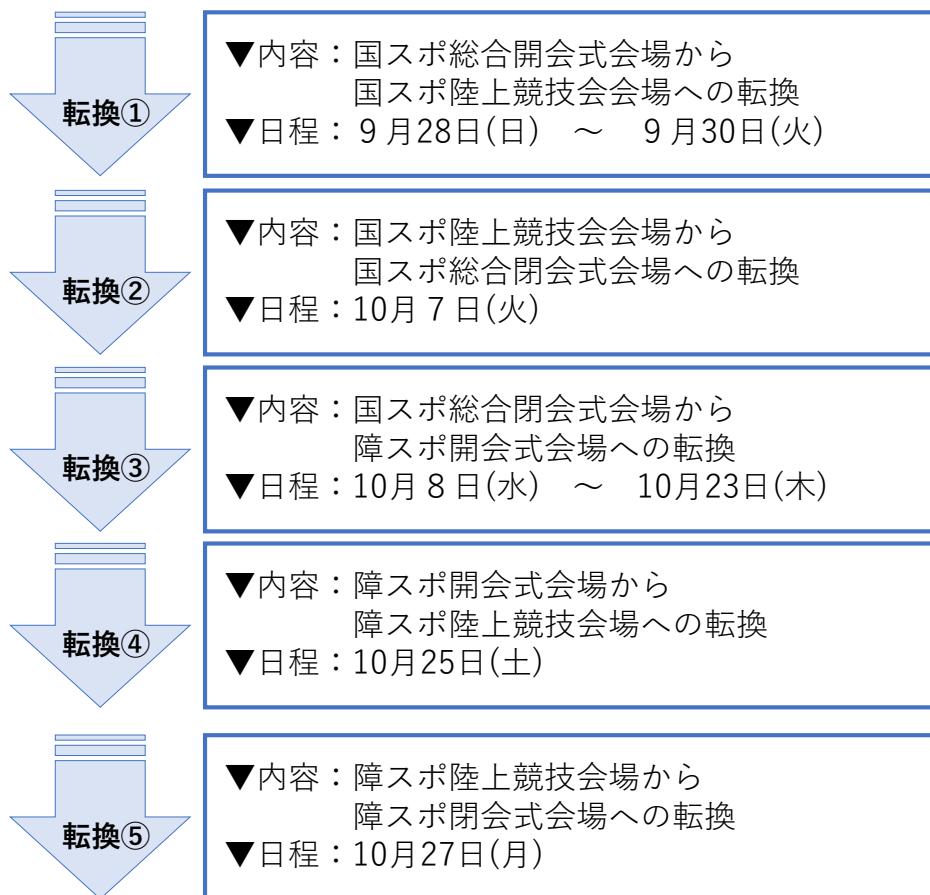 転換①
▼内容：国スポ総合開会式会場から
国スポ陸上競技会会場への転換
▼日程：９月28日(日)　～　９月30日(火)
転換②
▼内容：国スポ陸上競技会会場から
国スポ総合閉会式会場への転換
▼日程：10月７日(火)
転換③
▼内容：国スポ総合閉会式会場から
障スポ開会式会場への転換
▼日程：10月８日(水)　～　10月23日(木)
転換④
▼内容：障スポ開会式会場から
障スポ陸上競技会場への転換
▼日程：10月25日(土)
転換⑤
▼内容：障スポ陸上競技会場から
障スポ閉会式会場への転換
▼日程：10月27日(月)